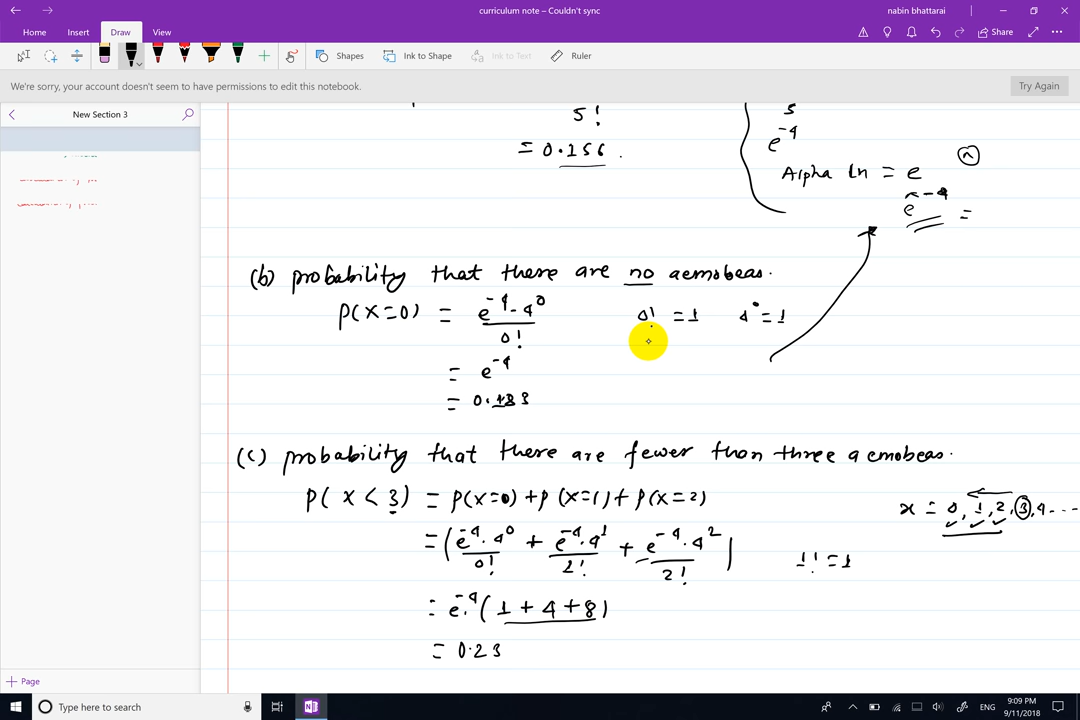 curriculum note – Couldn't sync
nabin bhattarai
Home Insert Draw View
Share
Shapes Ink to Shape Ink to Text Math Ruler
We're sorry, your account doesn't seem to have permissions to edit this notebook.
Try Again
New Section 3
5!
= 0.156.
5
e^-4
Alpha ln = e
e^-4 =
(b) probability that there are no aemobeas.
p(X=0) = e^-4 . 4^0 / 0!
0! = 1 4^0 = 1
= e^-4
= 0.183
(c) probability that there are fewer than three aemobeas.
p(x < 3) = p(x=0) + p(x=1) + p(x=2)
x = 0, 1, 2, 3, 4....
= (e^-4 . 4^0 / 0! + e^-4 . 4^1 / 2! + e^-4 . 4^2 / 2!)
1! = 1
= e^-4 (1 + 4 + 8)
= 0.23
+ Page
Type here to search
ENG
9:09 PM
9/11/2018